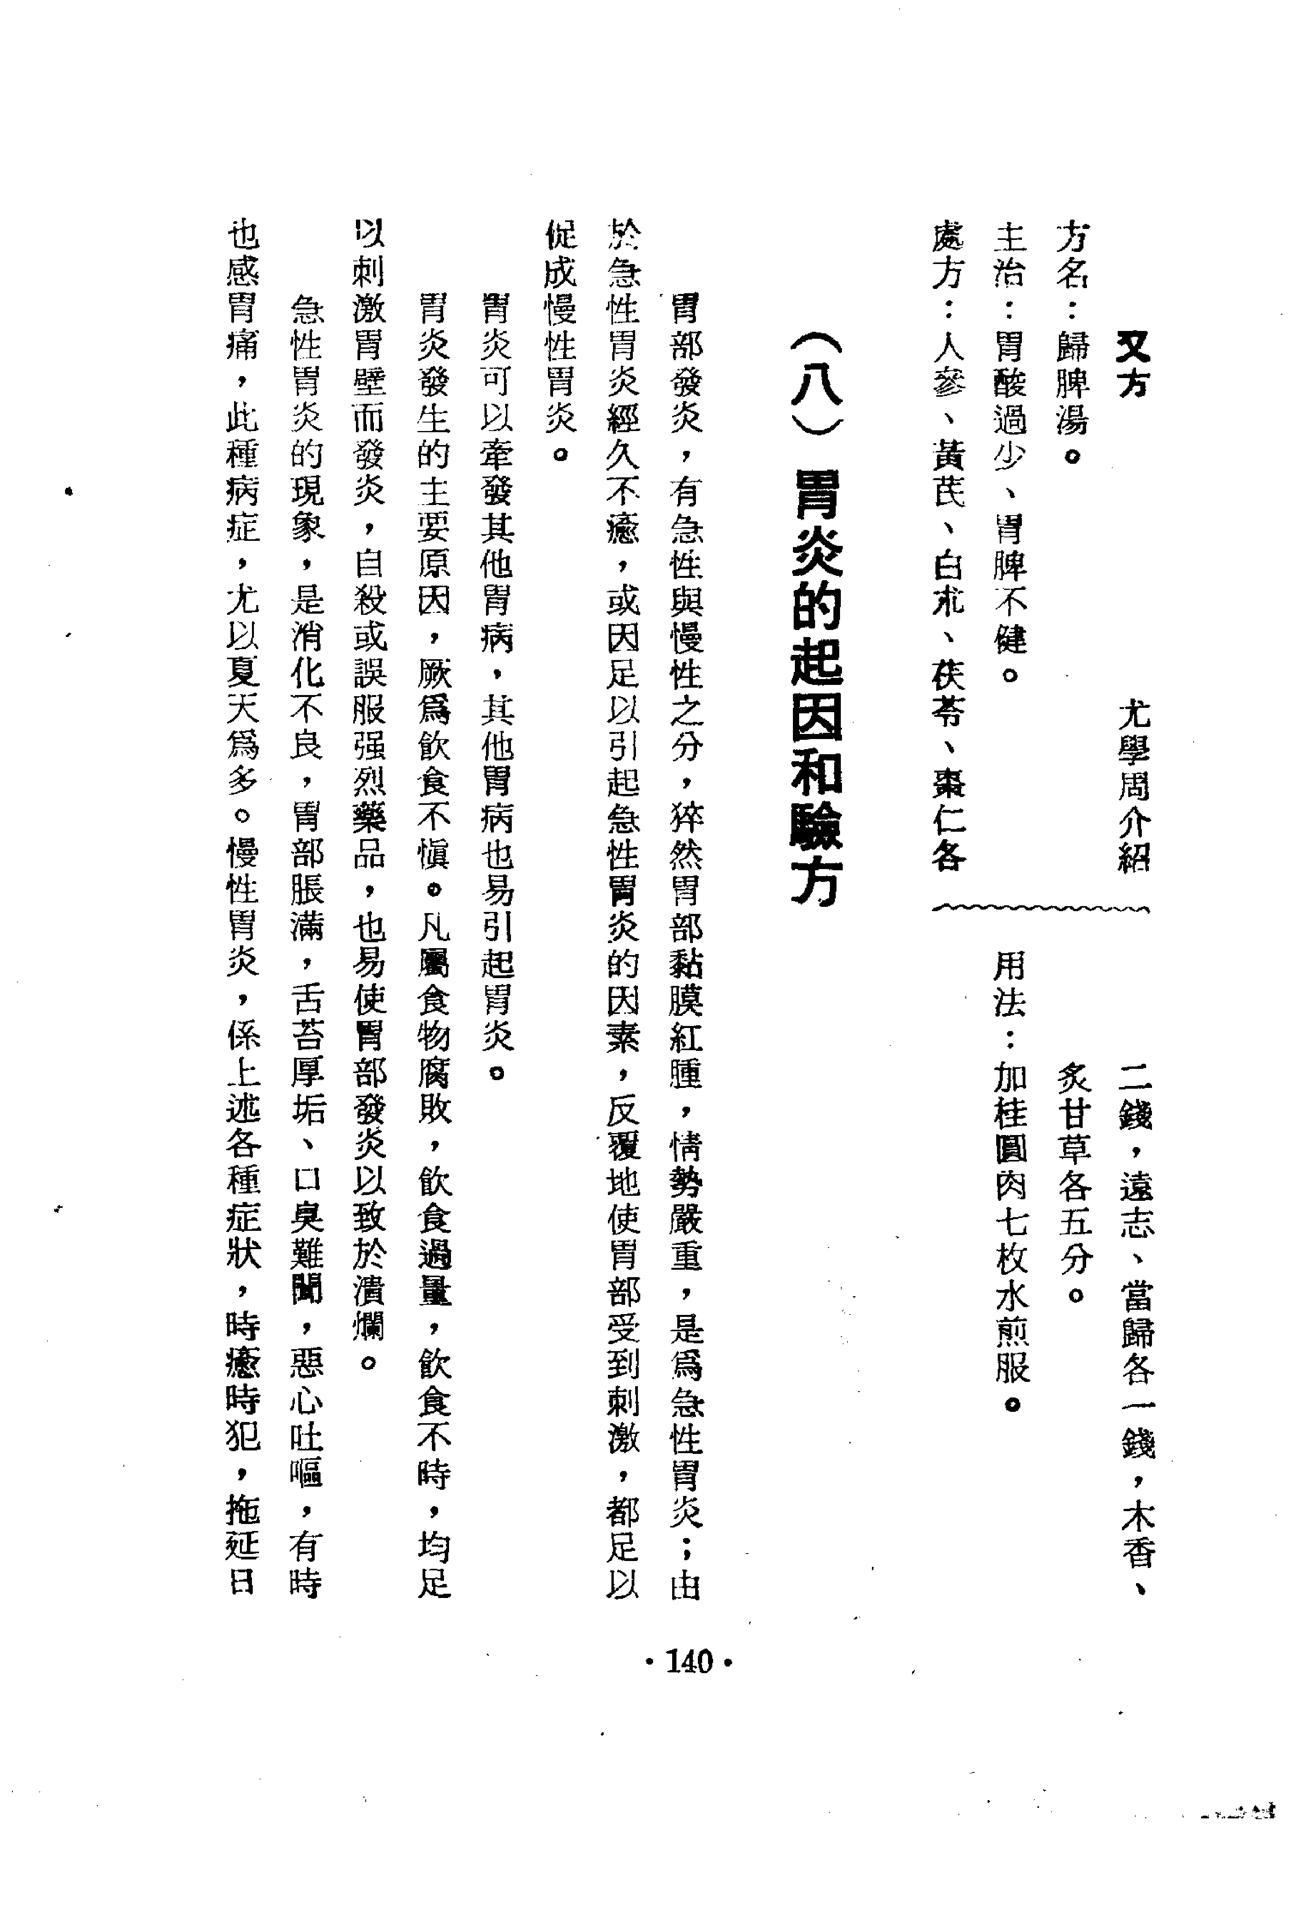 又方　尤學周介紹
方名：歸脾湯。
主治：胃酸過少、胃脾不健。
處方：人參、黃芪、白朮、茯苓、棗仁各
二錢，遠志、當歸各一錢，木香、
炙甘草各五分。
用法：加桂圓肉七枚水煎服。
（八）胃炎的起因和驗方
胃部發炎，有急性與慢性之分，猝然胃部黏膜紅腫，情勢嚴重，是爲急性胃炎；由
於急性胃炎經久不癒，或因足以引起急性胃炎的因素，反覆地使胃部受到刺激，都足以
促成慢性胃炎。
胃炎可以牽發其他胃病，其他胃病也易引起胃炎。
胃炎發生的主要原因，厥爲飲食不愼。凡屬食物腐敗，飲食過量，飲食不時，均足
以刺激胃壁而發炎，自殺或誤服强烈藥品，也易使胃部發炎以致於潰爛。
急性胃炎的現象，是消化不良，胃部脹滿，舌苔厚垢、口臭難聞，惡心吐嘔，有時
也感胃痛，此種病症，尤以夏天爲多。慢性胃炎，係上述各種症狀，時癒時犯，拖延日
·140·